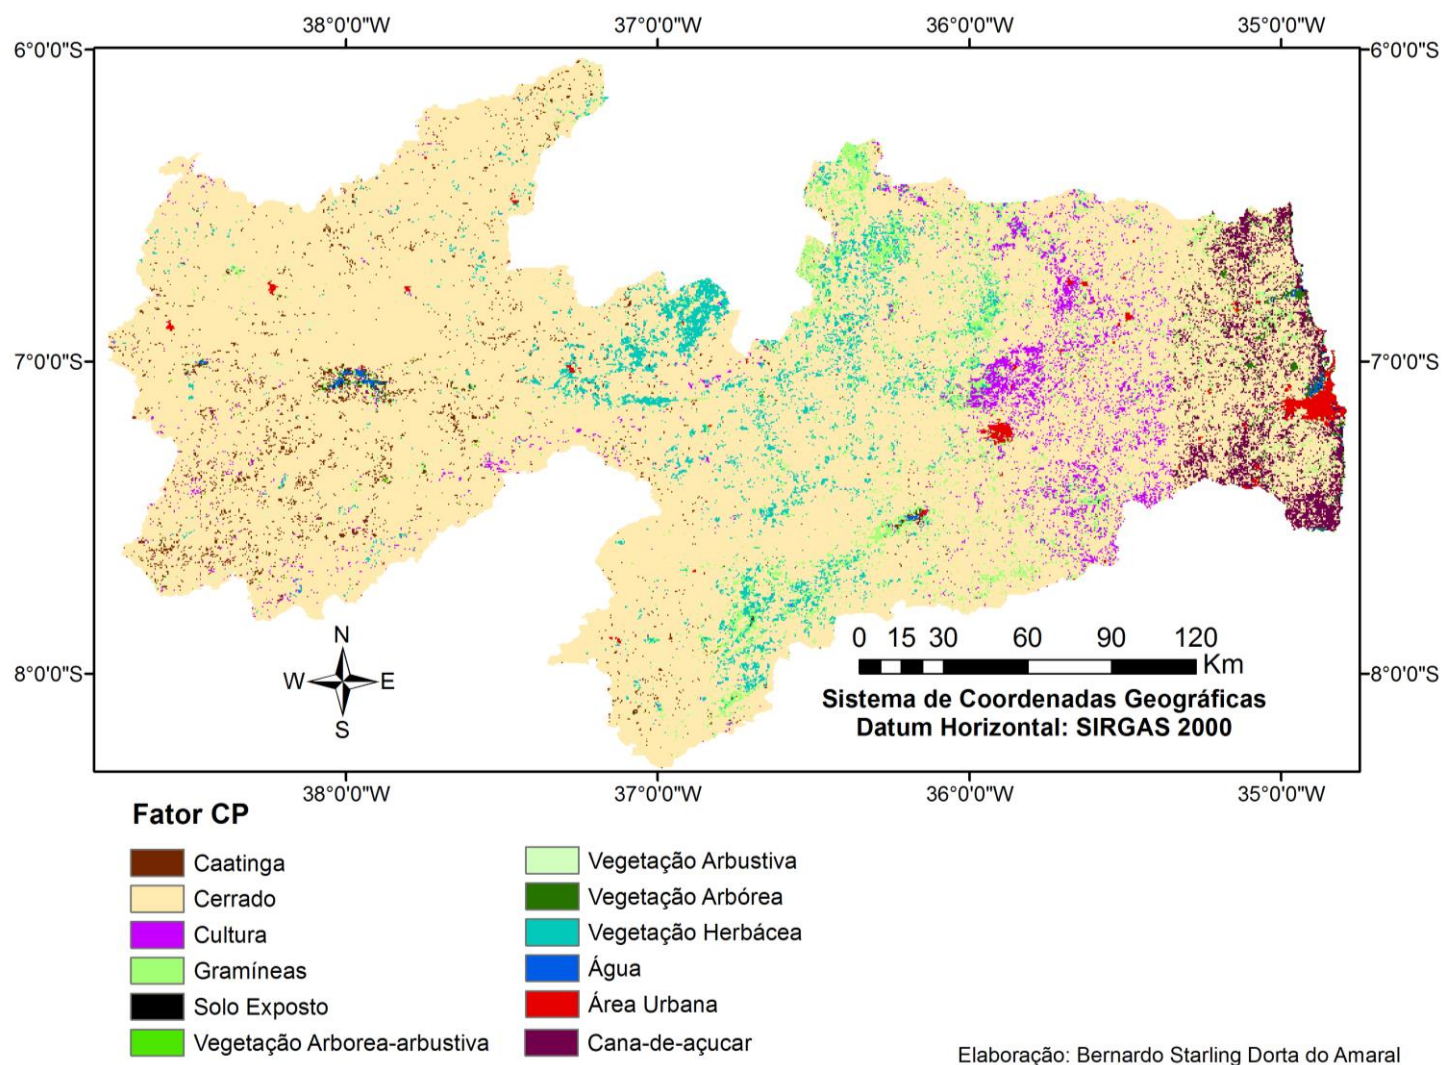 38°0'0"W 37°0'0"W 36°0'0"W 35°0'0"W
6°0'0"S 6°0'0"S
7°0'0"S 7°0'0"S
8°0'0"S 8°0'0"S
N
W E
S
0 15 30 60 90 120
Km
Sistema de Coordenadas Geográficas
Datum Horizontal: SIRGAS 2000
38°0'0"W 37°0'0"W 36°0'0"W 35°0'0"W
Fator CP
Caatinga
Cerrado
Cultura
Gramíneas
Solo Exposto
Vegetação Arborea-arbustiva
Vegetação Arbustiva
Vegetação Arbórea
Vegetação Herbácea
Água
Área Urbana
Cana-de-açucar
Elaboração: Bernardo Starling Dorta do Amaral